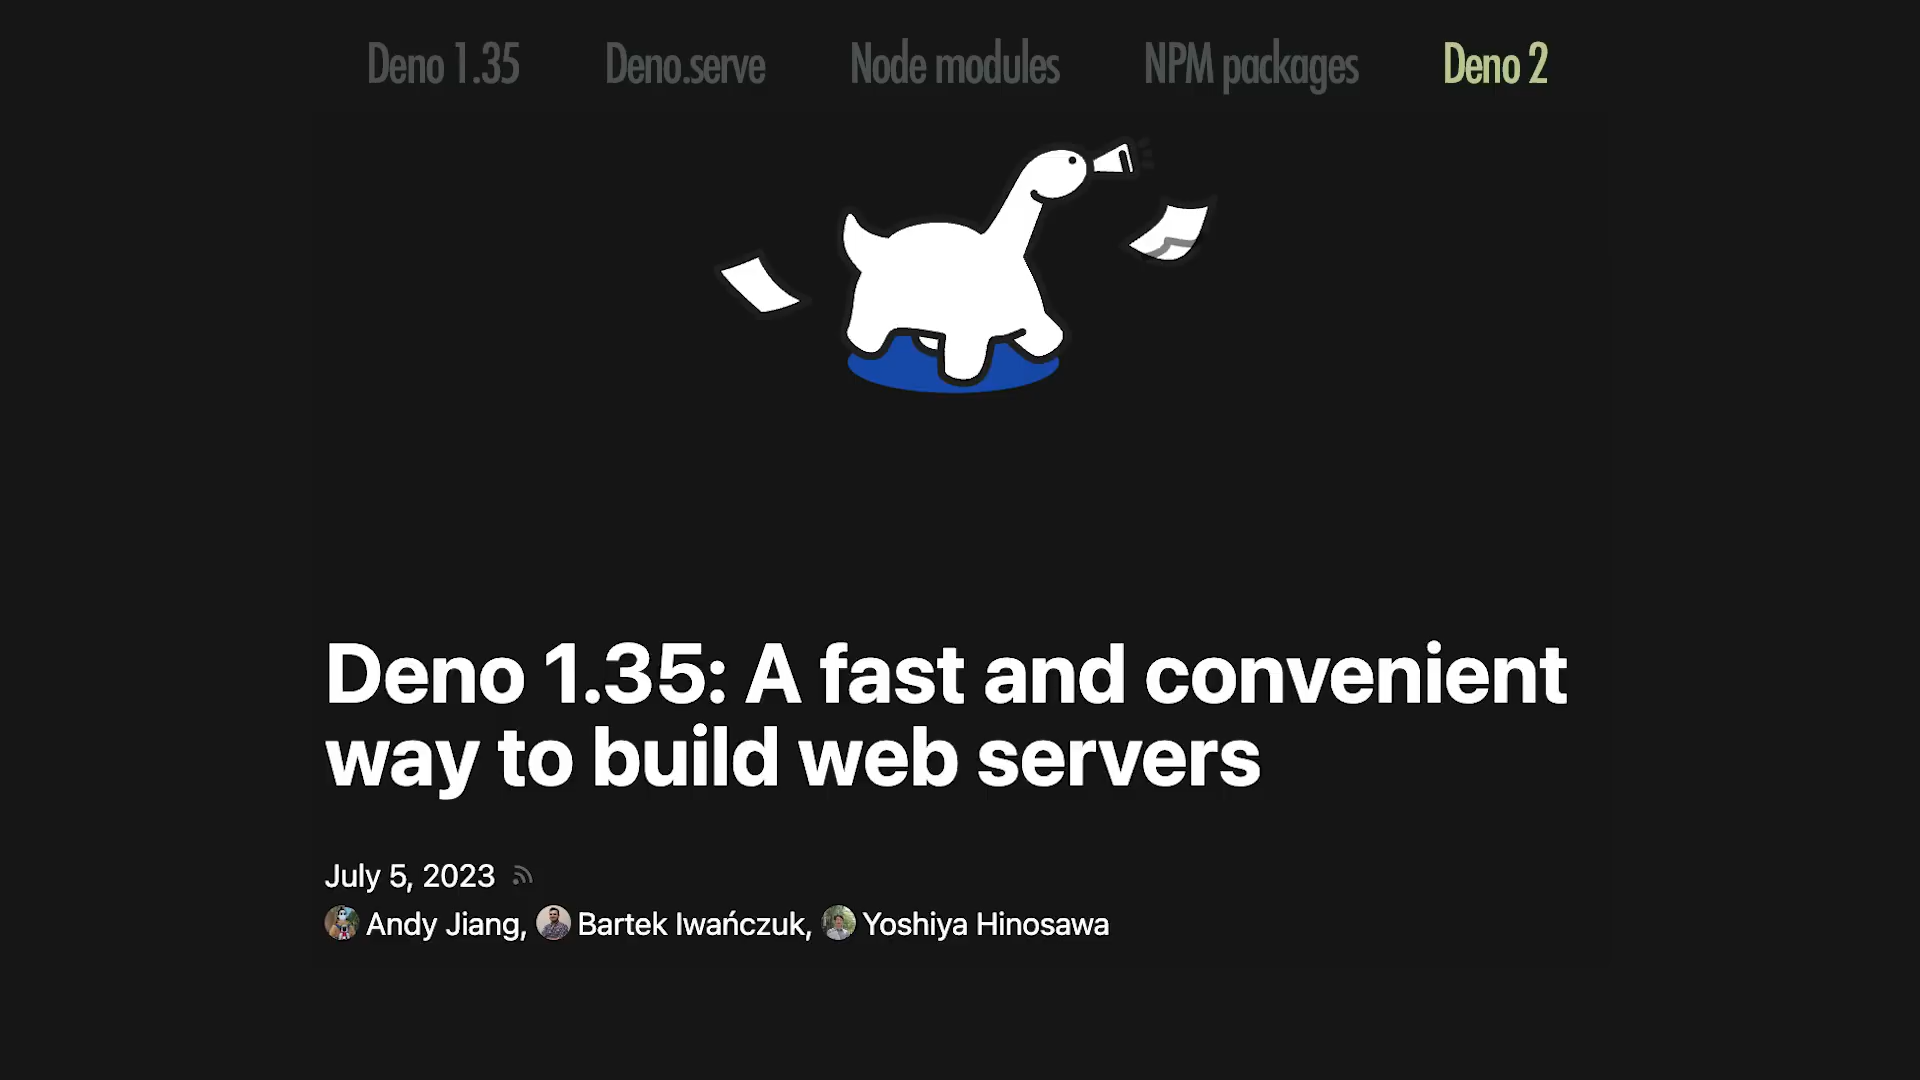 Deno 1.35 Deno.serve Node modules NPM packages Deno 2
Deno 1.35: A fast and convenient
way to build web servers
July 5, 2023
Andy Jiang, Bartek Iwańczuk, Yoshiya Hinosawa